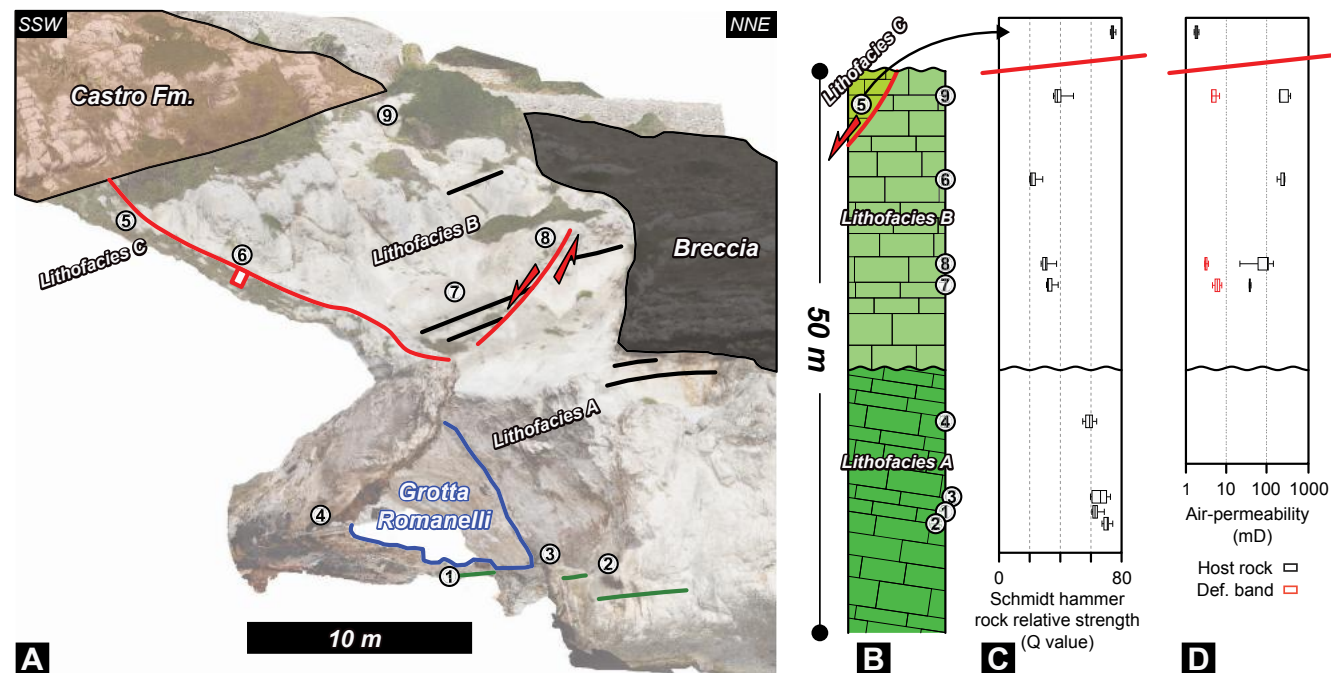 SSW
NNE
Castro Fm.
9
5
Lithofacies C
6
Lithofacies B
8
7
Breccia
Lithofacies A
Grotta
Romanelli
4
3
1
2
10 m
A
Lithofacies C
5
9
6
Lithofacies B
8
7
50 m
4
Lithofacies A
3
1
2
B
0
80
Schmidt hammer
rock relative strength
(Q value)
C
1
10
100
1000
Air-permeability
(mD)
Host rock
Def. band
D